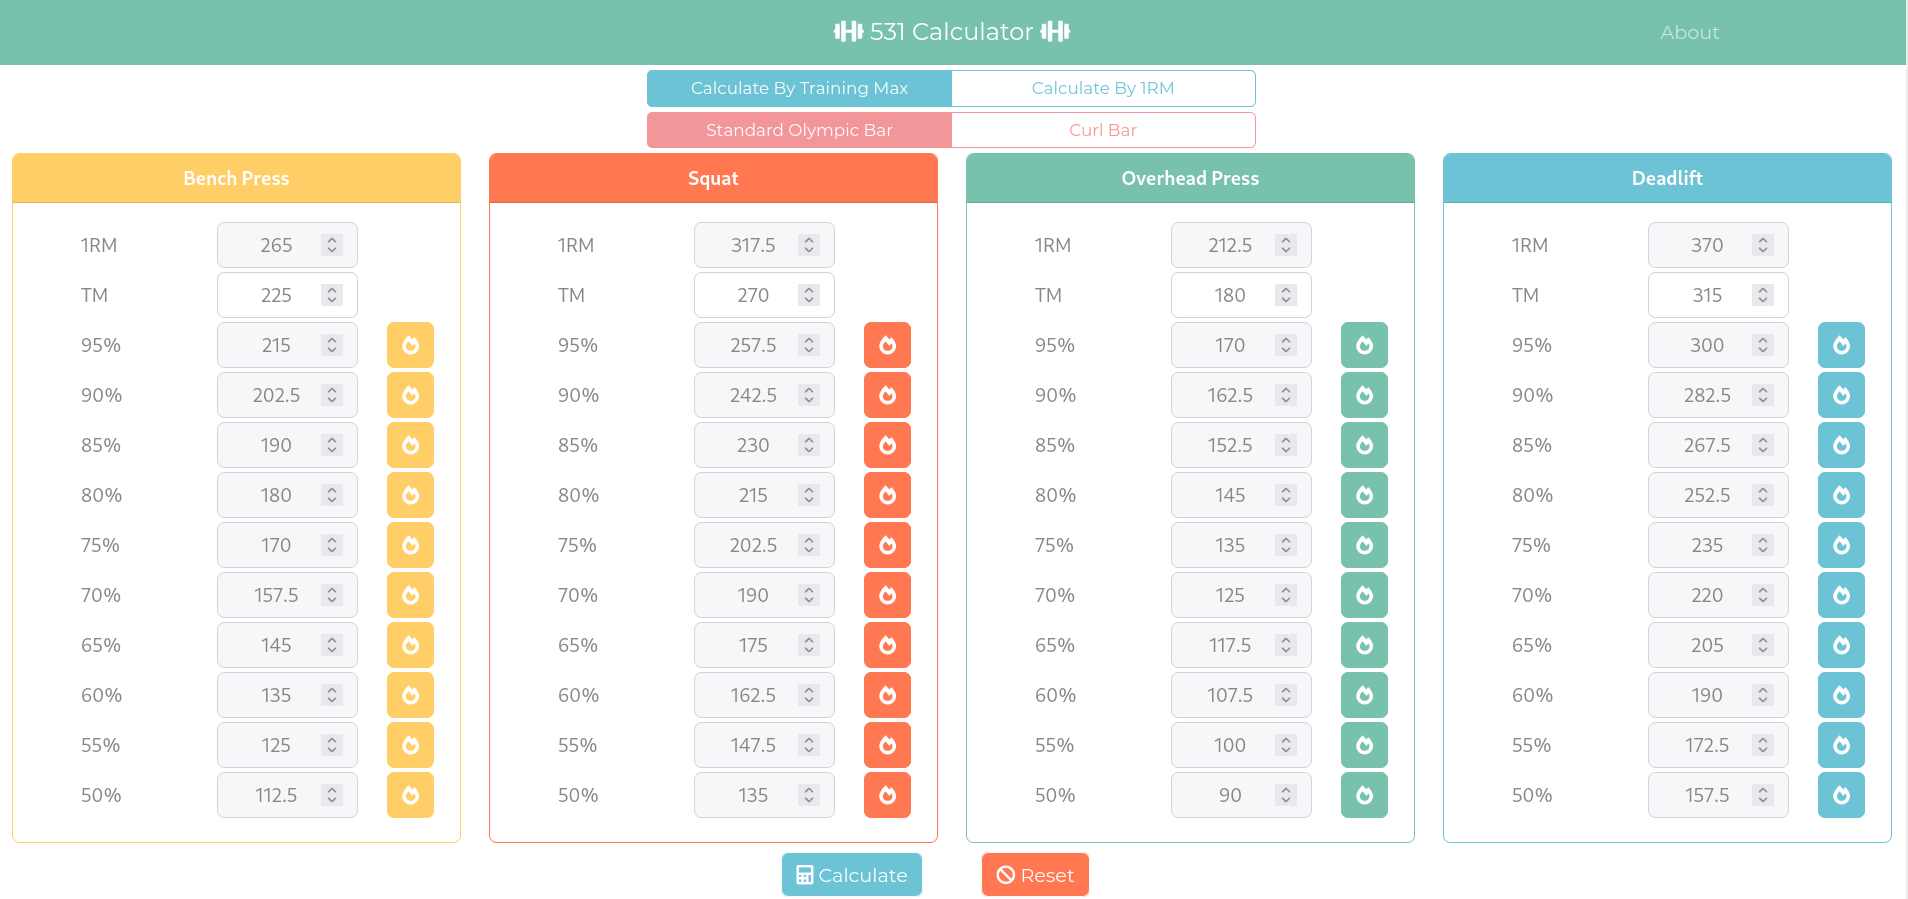 531 Calculator
About
Calculate By Training Max Calculate By 1RM
Standard Olympic Bar Curl Bar
Bench Press
1RM 265
TM 225
95% 215
90% 202.5
85% 190
80% 180
75% 170
70% 157.5
65% 145
60% 135
55% 125
50% 112.5
Squat
1RM 317.5
TM 270
95% 257.5
90% 242.5
85% 230
80% 215
75% 202.5
70% 190
65% 175
60% 162.5
55% 147.5
50% 135
Overhead Press
1RM 212.5
TM 180
95% 170
90% 162.5
85% 152.5
80% 145
75% 135
70% 125
65% 117.5
60% 107.5
55% 100
50% 90
Deadlift
1RM 370
TM 315
95% 300
90% 282.5
85% 267.5
80% 252.5
75% 235
70% 220
65% 205
60% 190
55% 172.5
50% 157.5
Calculate Reset